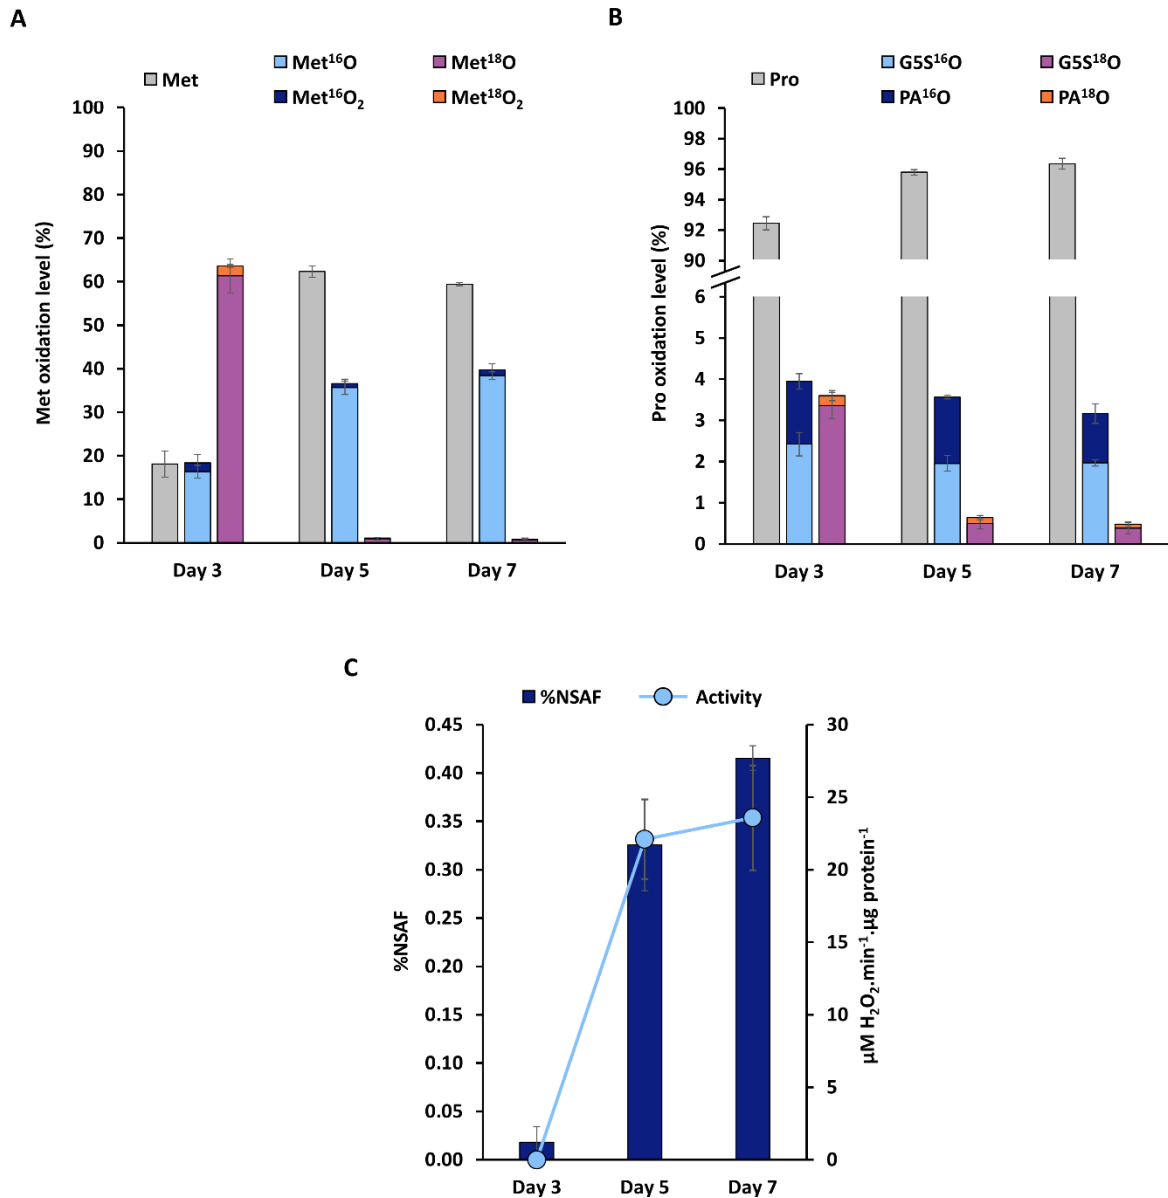 A
Met
Met¹⁶O
Met¹⁸O
Met¹⁶O₂
Met¹⁸O₂
Met oxidation level (%)
100
90
80
70
60
50
40
30
20
10
0
Day 3
Day 5
Day 7
B
Pro
G5S¹⁶O
G5S¹⁸O
PA¹⁶O
PA¹⁸O
Pro oxidation level (%)
100
98
96
94
92
90
6
5
4
3
2
1
0
Day 3
Day 5
Day 7
C
%NSAF
Activity
%NSAF
0.45
0.40
0.35
0.30
0.25
0.20
0.15
0.10
0.05
0.00
30
25
20
15
10
5
0
µM H₂O₂.min⁻¹.µg protein⁻¹
Day 3
Day 5
Day 7